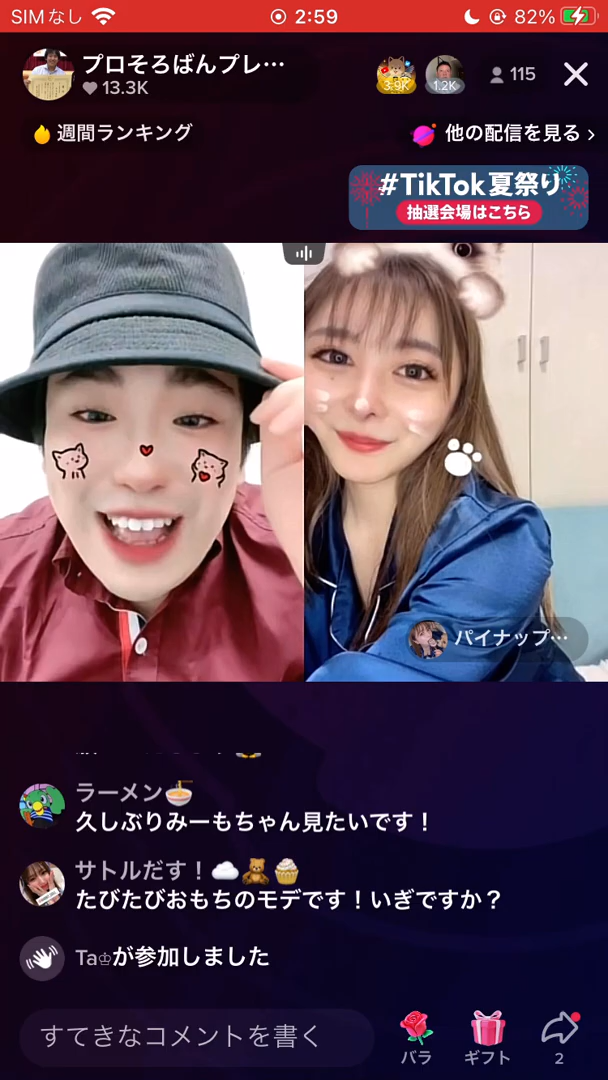 SIMなし 2:59 82%
プロそろばんプレ…
13.3K
3.9K 1.2K 115
週間ランキング 他の配信を見る
#TikTok夏祭り
抽選会場はこちら
パイナップ…
ラーメン
久しぶりみーもちゃん見たいです！
サトルだす！
たびたびおもちのモデです！いぎですか？
Taが参加しました
すてきなコメントを書く
バラ ギフト 2